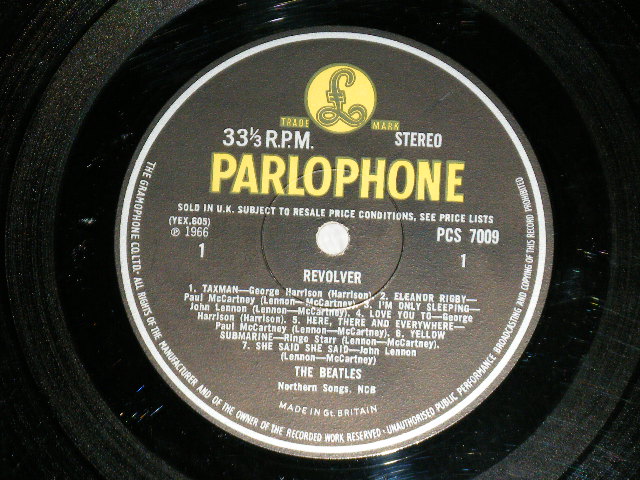 £
TRADE MARK
33⅓ R.P.M. STEREO
PARLOPHONE
SOLD IN U.K. SUBJECT TO RESALE PRICE CONDITIONS, SEE PRICE LISTS
(YEX.605) PCS 7009
℗ 1966
1 1
REVOLVER
1. TAXMAN—George Harrison (Harrison). 2. ELEANOR RIGBY—
Paul McCartney (Lennon—McCartney). 3. I'M ONLY SLEEPING—
John Lennon (Lennon—McCartney). 4. LOVE YOU TO—George
Harrison (Harrison). 5. HERE, THERE AND EVERYWHERE—
Paul McCartney (Lennon—McCartney). 6. YELLOW
SUBMARINE—Ringo Starr (Lennon—McCartney).
7. SHE SAID SHE SAID—John Lennon
(Lennon—McCartney)
THE BEATLES
Northern Songs, NCB
MADE IN GT. BRITAIN
THE GRAMOPHONE CO. LTD. ALL RIGHTS OF THE MANUFACTURER AND OF THE OWNER OF THE RECORDED WORK RESERVED · UNAUTHORISED PUBLIC PERFORMANCE BROADCASTING AND COPYING OF THIS RECORD PROHIBITED